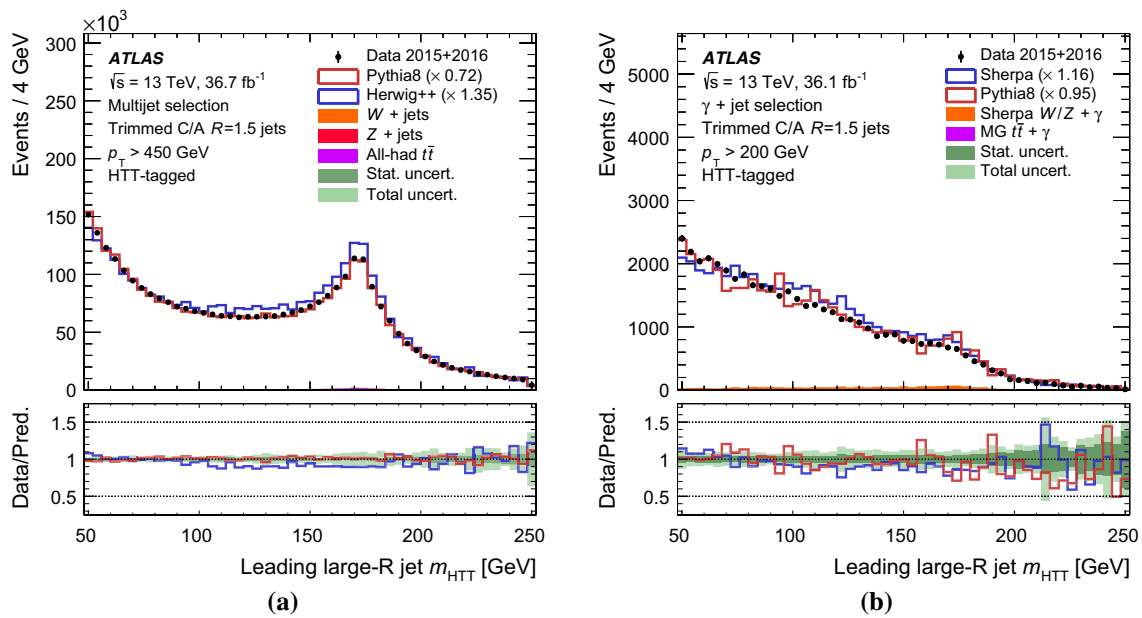 ×10³
Events / 4 GeV
300
250
200
150
100
50
0
ATLAS
√s = 13 TeV, 36.7 fb⁻¹
Multijet selection
Trimmed C/A R=1.5 jets
p_T > 450 GeV
HTT-tagged
Data 2015+2016
Pythia8 (× 0.72)
Herwig++ (× 1.35)
W + jets
Z + jets
All-had tt̄
Stat. uncert.
Total uncert.
Data/Pred.
1.5
1
0.5
50 100 150 200 250
Leading large-R jet m_HTT [GeV]
(a)
Events / 4 GeV
5000
4000
3000
2000
1000
0
ATLAS
√s = 13 TeV, 36.1 fb⁻¹
γ + jet selection
Trimmed C/A R=1.5 jets
p_T > 200 GeV
HTT-tagged
Data 2015+2016
Sherpa (× 1.16)
Pythia8 (× 0.95)
Sherpa W/Z + γ
MG tt̄ + γ
Stat. uncert.
Total uncert.
Data/Pred.
1.5
1
0.5
50 100 150 200 250
Leading large-R jet m_HTT [GeV]
(b)